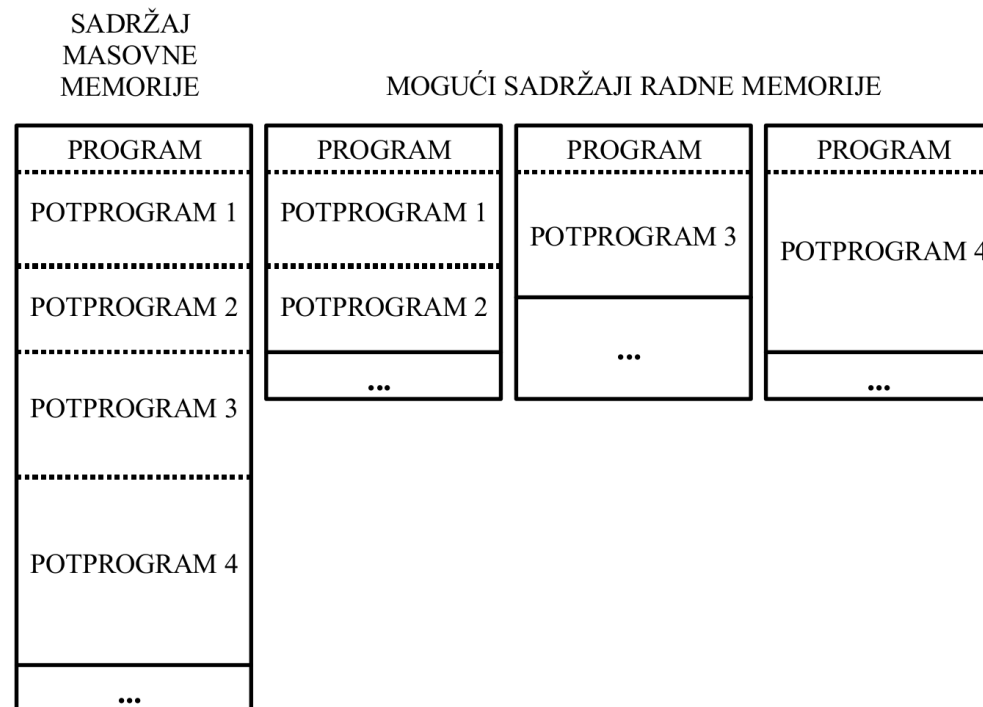 SADRŽAJ
MASOVNE
MEMORIJE
MOGUĆI SADRŽAJI RADNE MEMORIJE
PROGRAM
POTPROGRAM 1
POTPROGRAM 2
POTPROGRAM 3
POTPROGRAM 4
...
PROGRAM
POTPROGRAM 1
POTPROGRAM 2
...
PROGRAM
POTPROGRAM 3
...
PROGRAM
POTPROGRAM 4
...